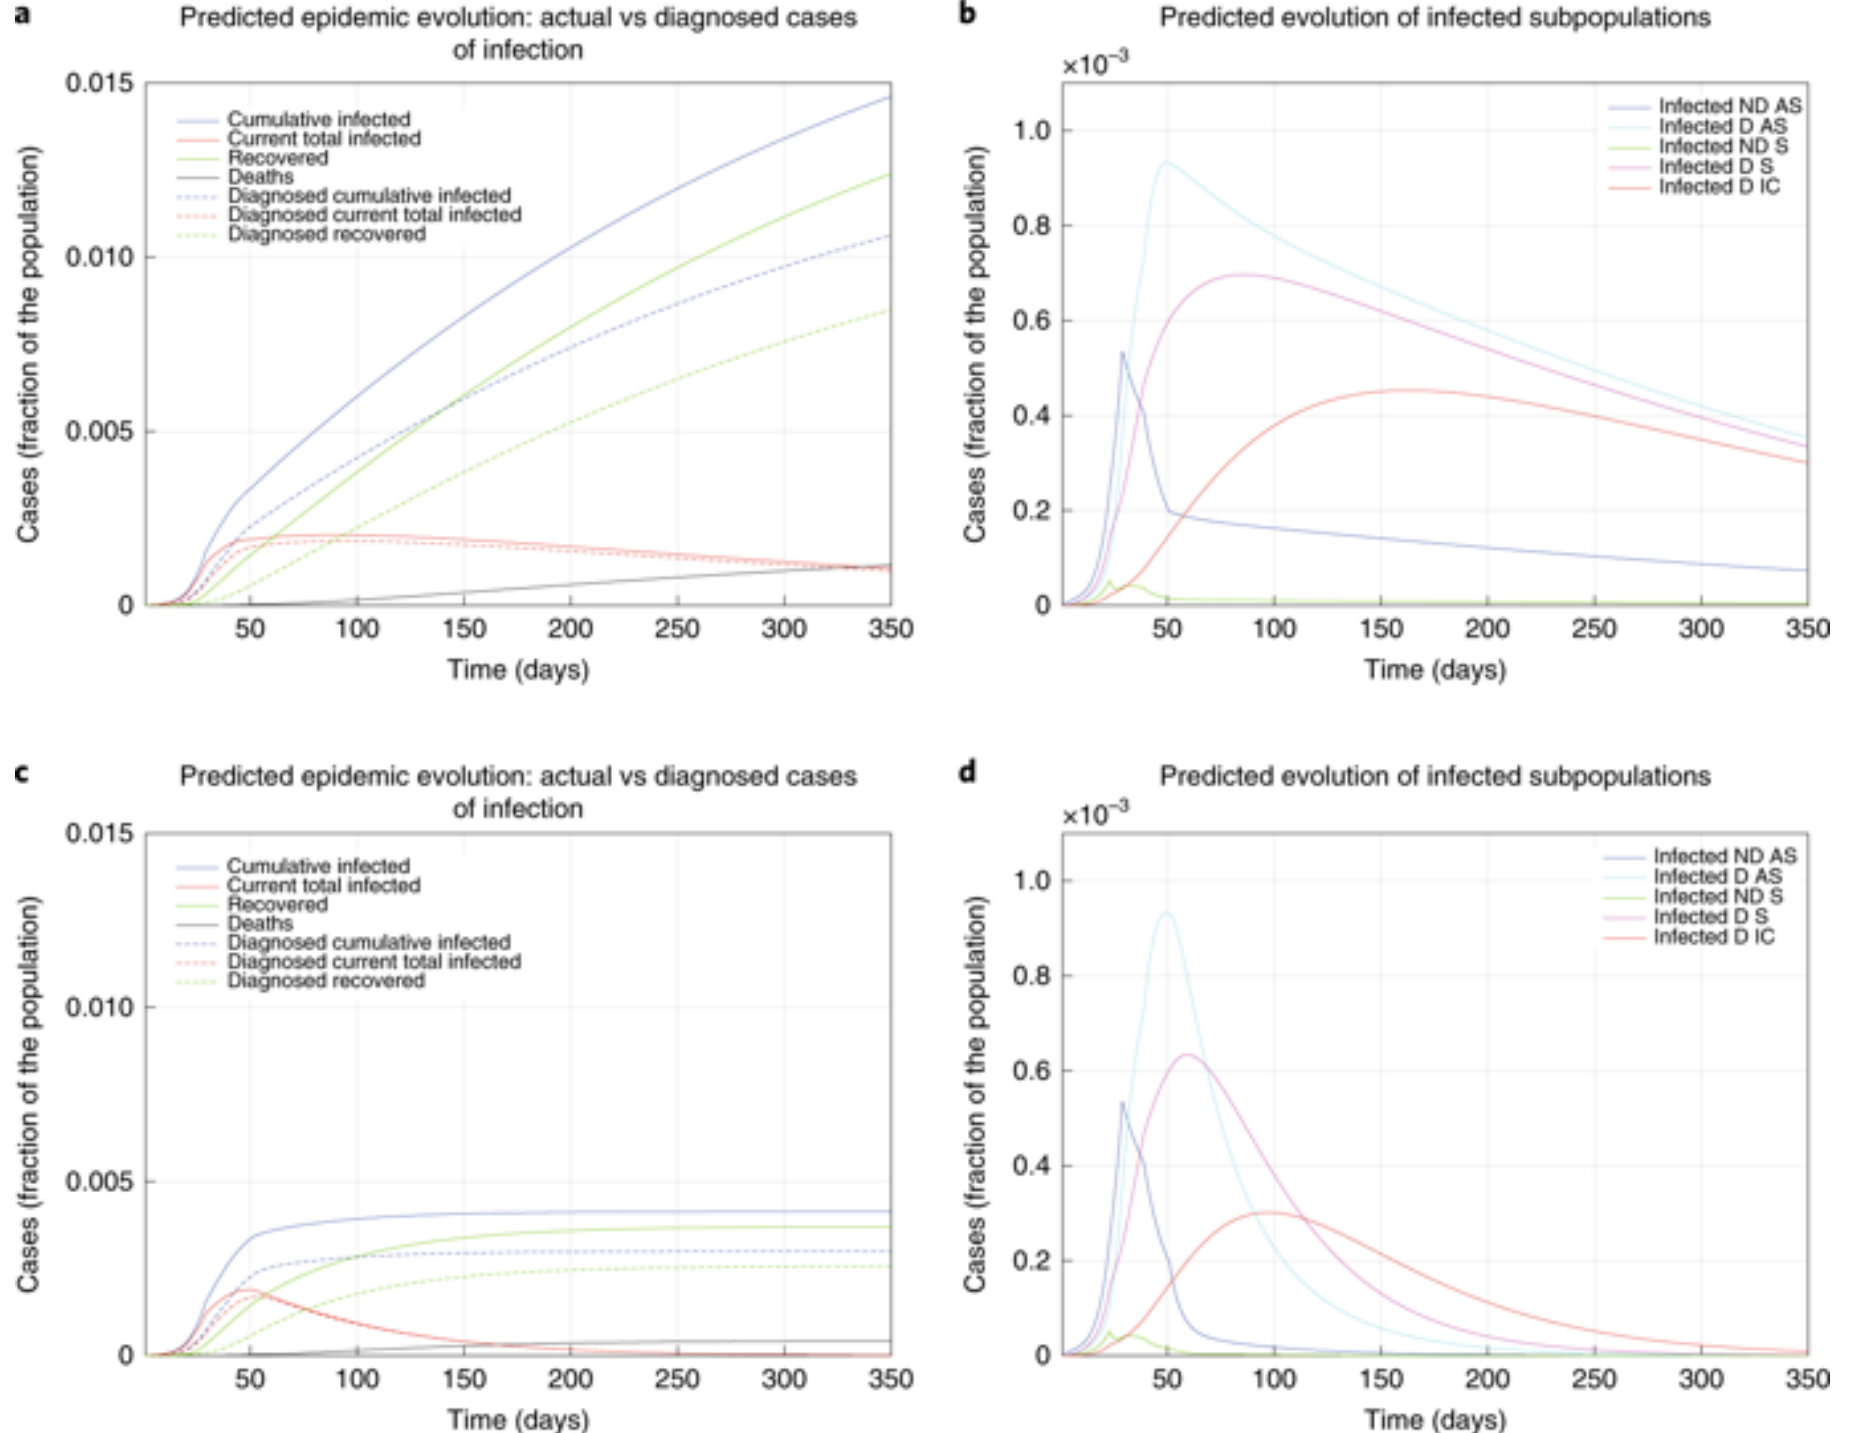 a
Predicted epidemic evolution: actual vs diagnosed cases
of infection
0.015
0.010
0.005
0
Cases (fraction of the population)
Cumulative infected
Current total infected
Recovered
Deaths
Diagnosed cumulative infected
Diagnosed current total infected
Diagnosed recovered
50 100 150 200 250 300 350
Time (days)
b
Predicted evolution of infected subpopulations
×10⁻³
1.0
0.8
0.6
0.4
0.2
0
Cases (fraction of the population)
Infected ND AS
Infected D AS
Infected ND S
Infected D S
Infected D IC
50 100 150 200 250 300 350
Time (days)
c
Predicted epidemic evolution: actual vs diagnosed cases
of infection
0.015
0.010
0.005
0
Cases (fraction of the population)
Cumulative infected
Current total infected
Recovered
Deaths
Diagnosed cumulative infected
Diagnosed current total infected
Diagnosed recovered
50 100 150 200 250 300 350
Time (days)
d
Predicted evolution of infected subpopulations
×10⁻³
1.0
0.8
0.6
0.4
0.2
0
Cases (fraction of the population)
Infected ND AS
Infected D AS
Infected ND S
Infected D S
Infected D IC
50 100 150 200 250 300 350
Time (days)